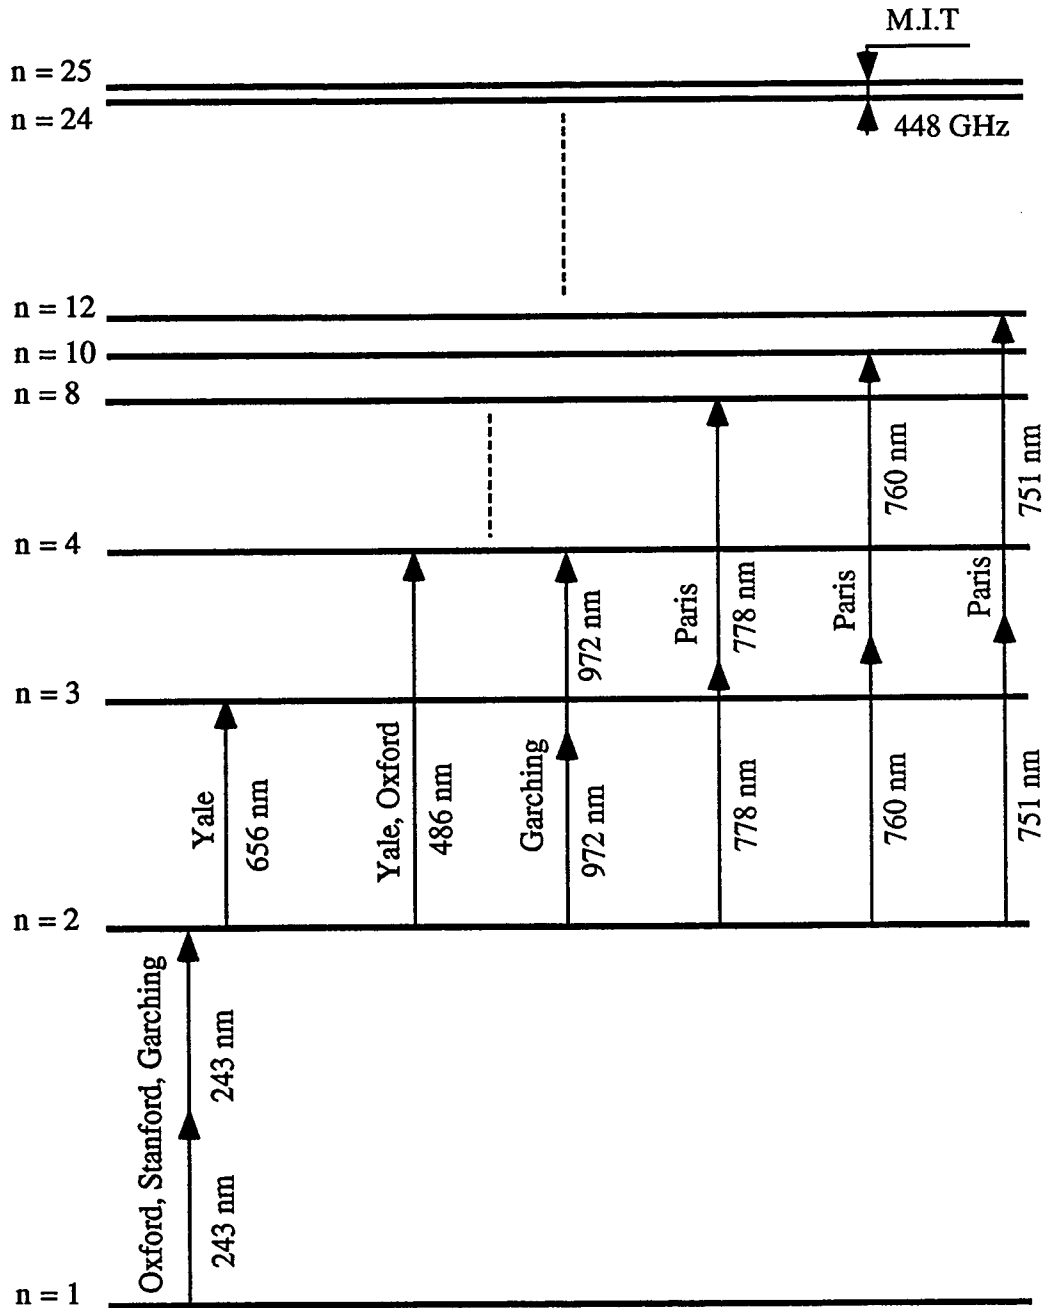 M.I.T
n = 25
n = 24
448 GHz
n = 12
n = 10
n = 8
760 nm
751 nm
n = 4
972 nm
Paris
778 nm
Paris
Paris
n = 3
Yale
656 nm
Yale, Oxford
486 nm
Garching
972 nm
778 nm
760 nm
751 nm
n = 2
Oxford, Stanford, Garching
243 nm
243 nm
n = 1